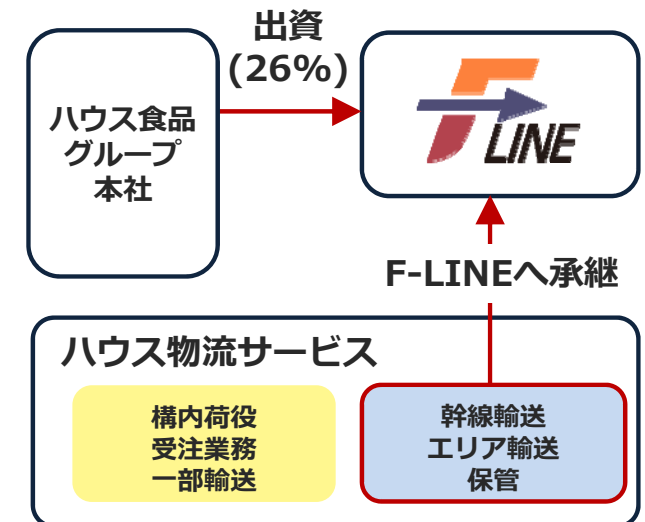 出資
(26%)
ハウス食品
グループ
本社
F LINE
F-LINEへ承継
ハウス物流サービス
構内荷役
受注業務
一部輸送
幹線輸送
エリア輸送
保管